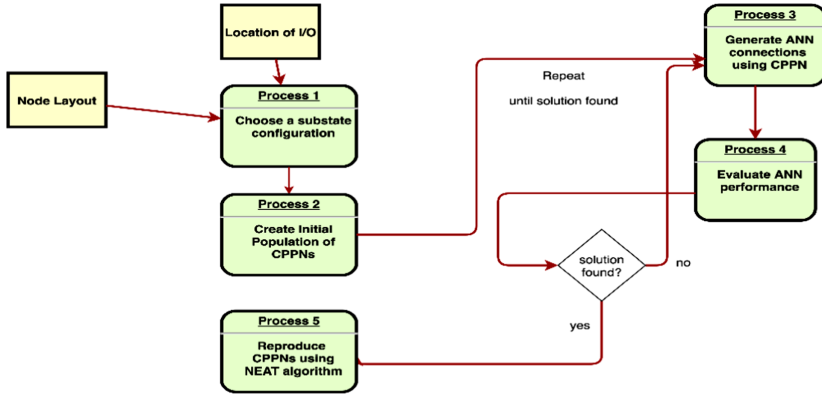 Location of I/O
Node Layout
Process 1
Choose a substate
configuration
Process 2
Create Initial
Population of
CPPNs
Repeat
until solution found
Process 3
Generate ANN
connections
using CPPN
Process 4
Evaluate ANN
performance
solution
found?
no
yes
Process 5
Reproduce
CPPNs using
NEAT algorithm